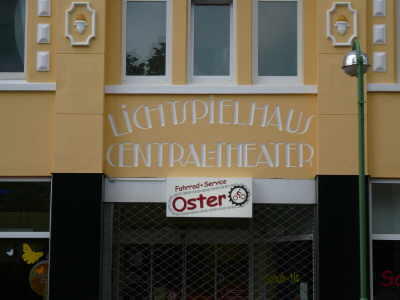 LICHTSPIELHAUS
CENTRAL-THEATER
Fahrrad + Service
Oster